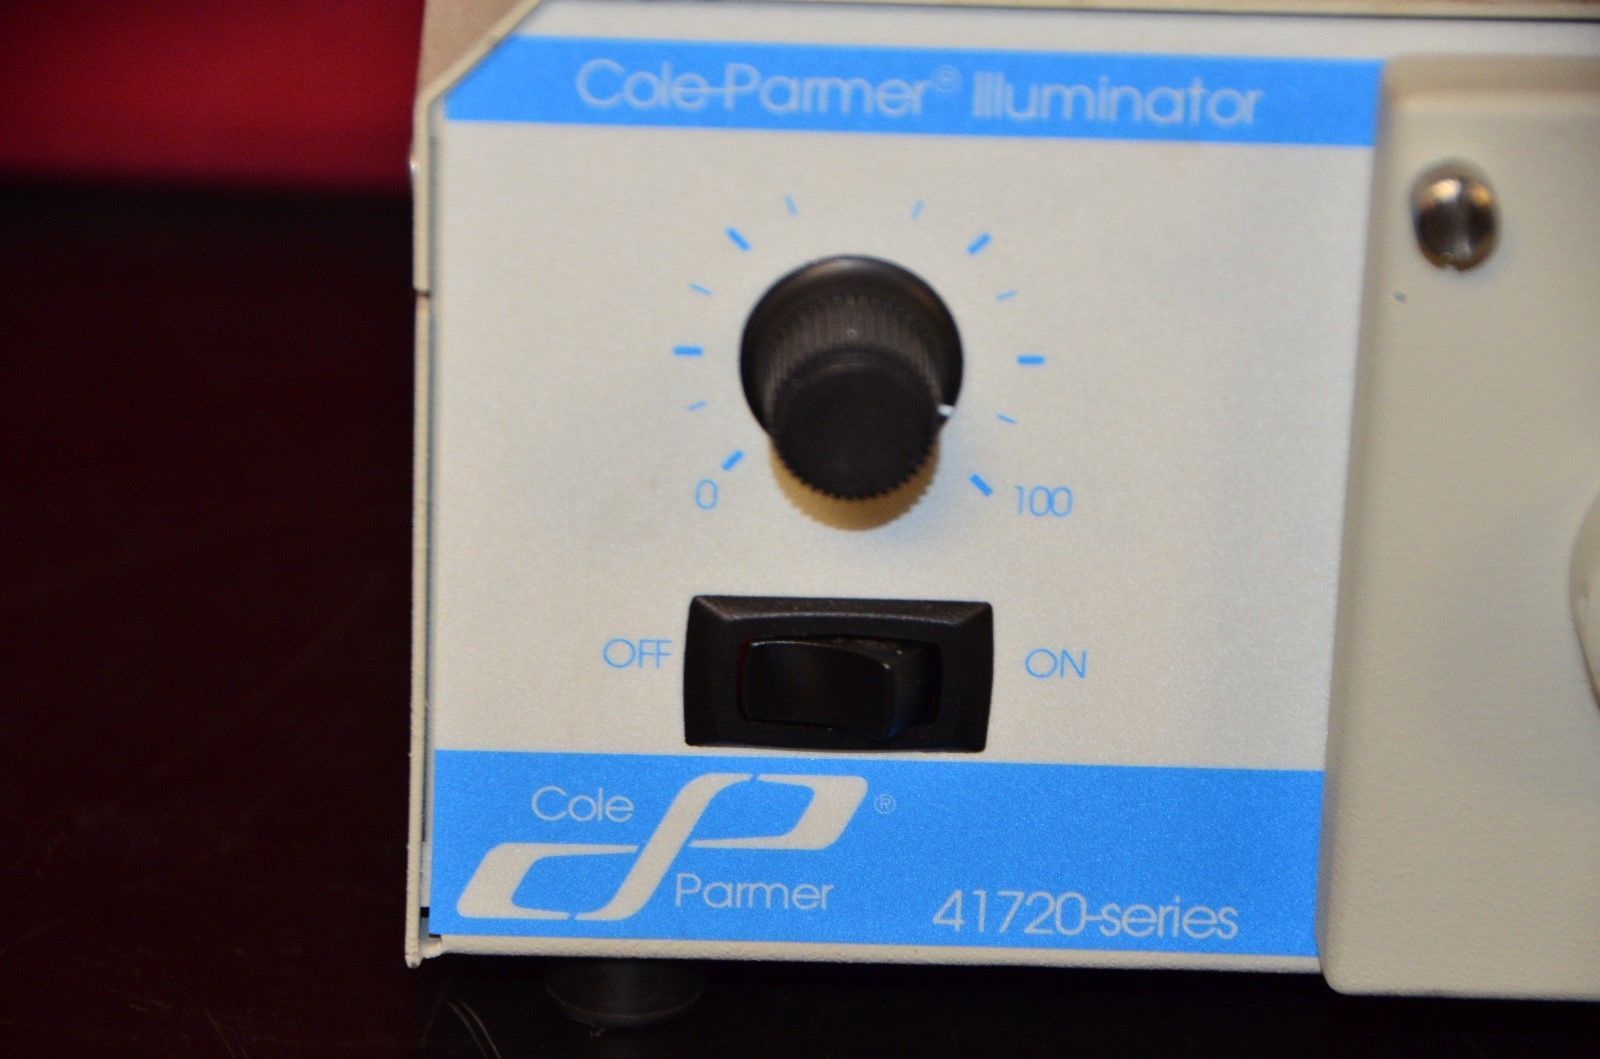 Cole-Parmer® Illuminator
0
100
OFF
ON
Cole
®
Parmer
41720-series